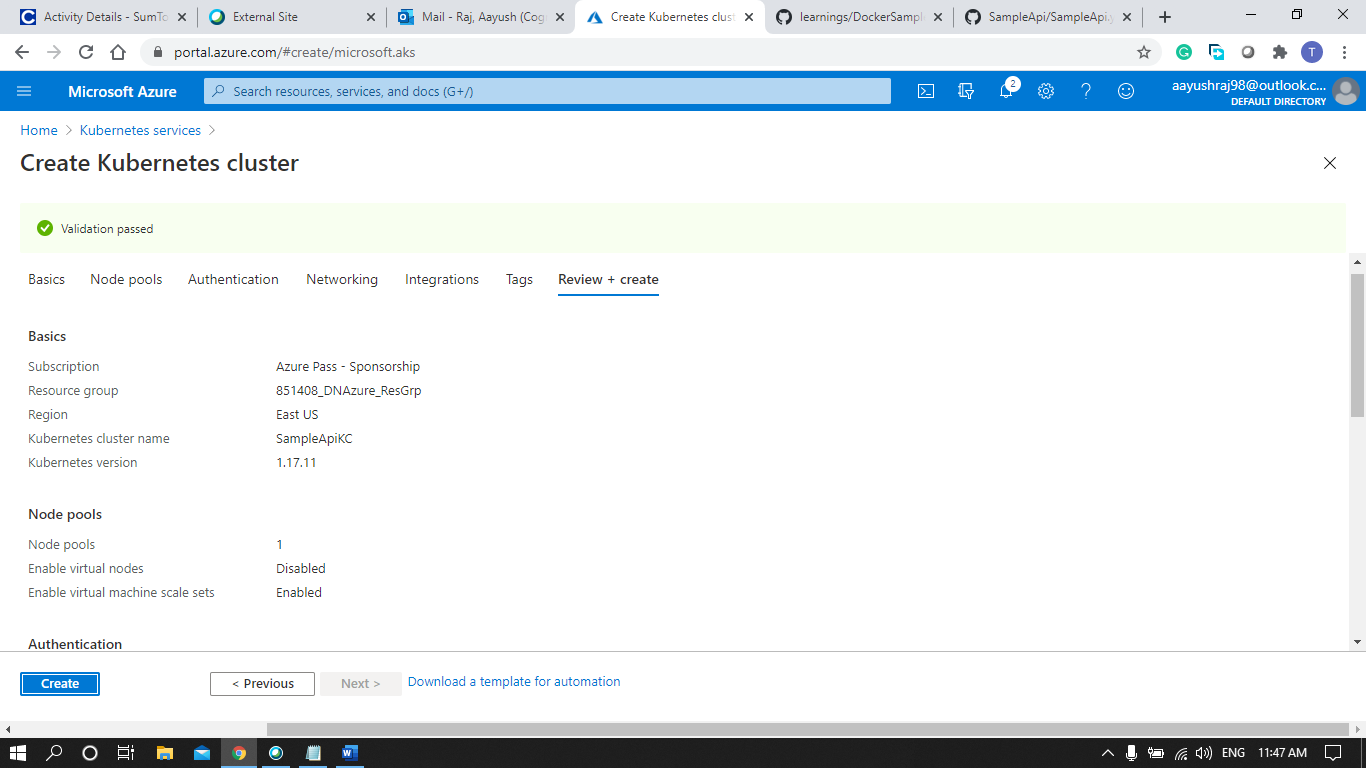 Activity Details - SumTo
External Site
Mail - Raj, Aayush (Cog
Create Kubernetes clust
learnings/DockerSampl
SampleApi/SampleApi.y
portal.azure.com/#create/microsoft.aks
T
Microsoft Azure
Search resources, services, and docs (G+/)
2
aayushraj98@outlook.c...
DEFAULT DIRECTORY
Home > Kubernetes services >
Create Kubernetes cluster
Validation passed
Basics Node pools Authentication Networking Integrations Tags Review + create
Basics
Subscription Azure Pass - Sponsorship
Resource group 851408_DNAzure_ResGrp
Region East US
Kubernetes cluster name SampleApiKC
Kubernetes version 1.17.11
Node pools
Node pools 1
Enable virtual nodes Disabled
Enable virtual machine scale sets Enabled
Authentication
Create < Previous Next > Download a template for automation
ENG 11:47 AM